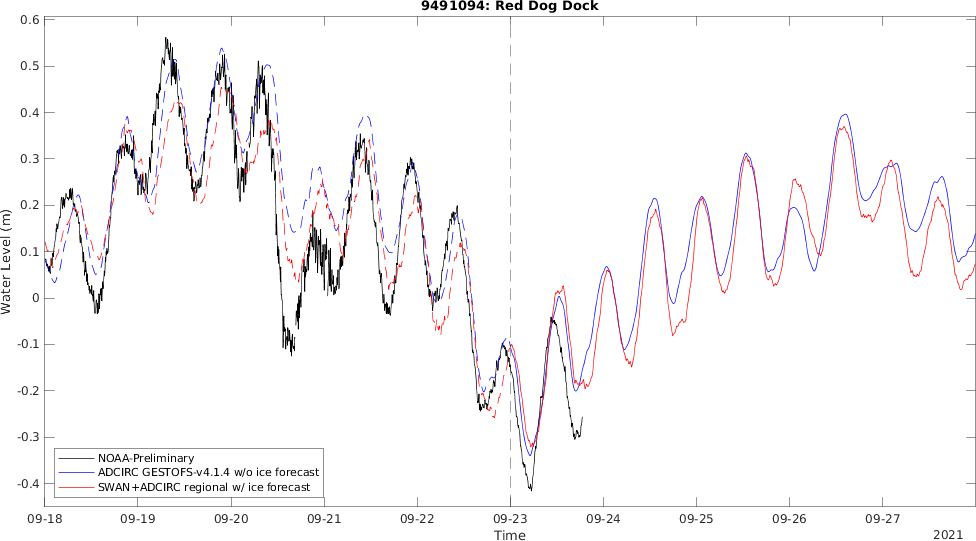 9491094: Red Dog Dock
0.6
0.5
0.4
0.3
0.2
0.1
0
-0.1
-0.2
-0.3
-0.4
Water Level (m)
NOAA-Preliminary
ADCIRC GESTOFS-v4.1.4 w/o ice forecast
SWAN+ADCIRC regional w/ ice forecast
09-18 09-19 09-20 09-21 09-22 09-23 09-24 09-25 09-26 09-27
Time
2021